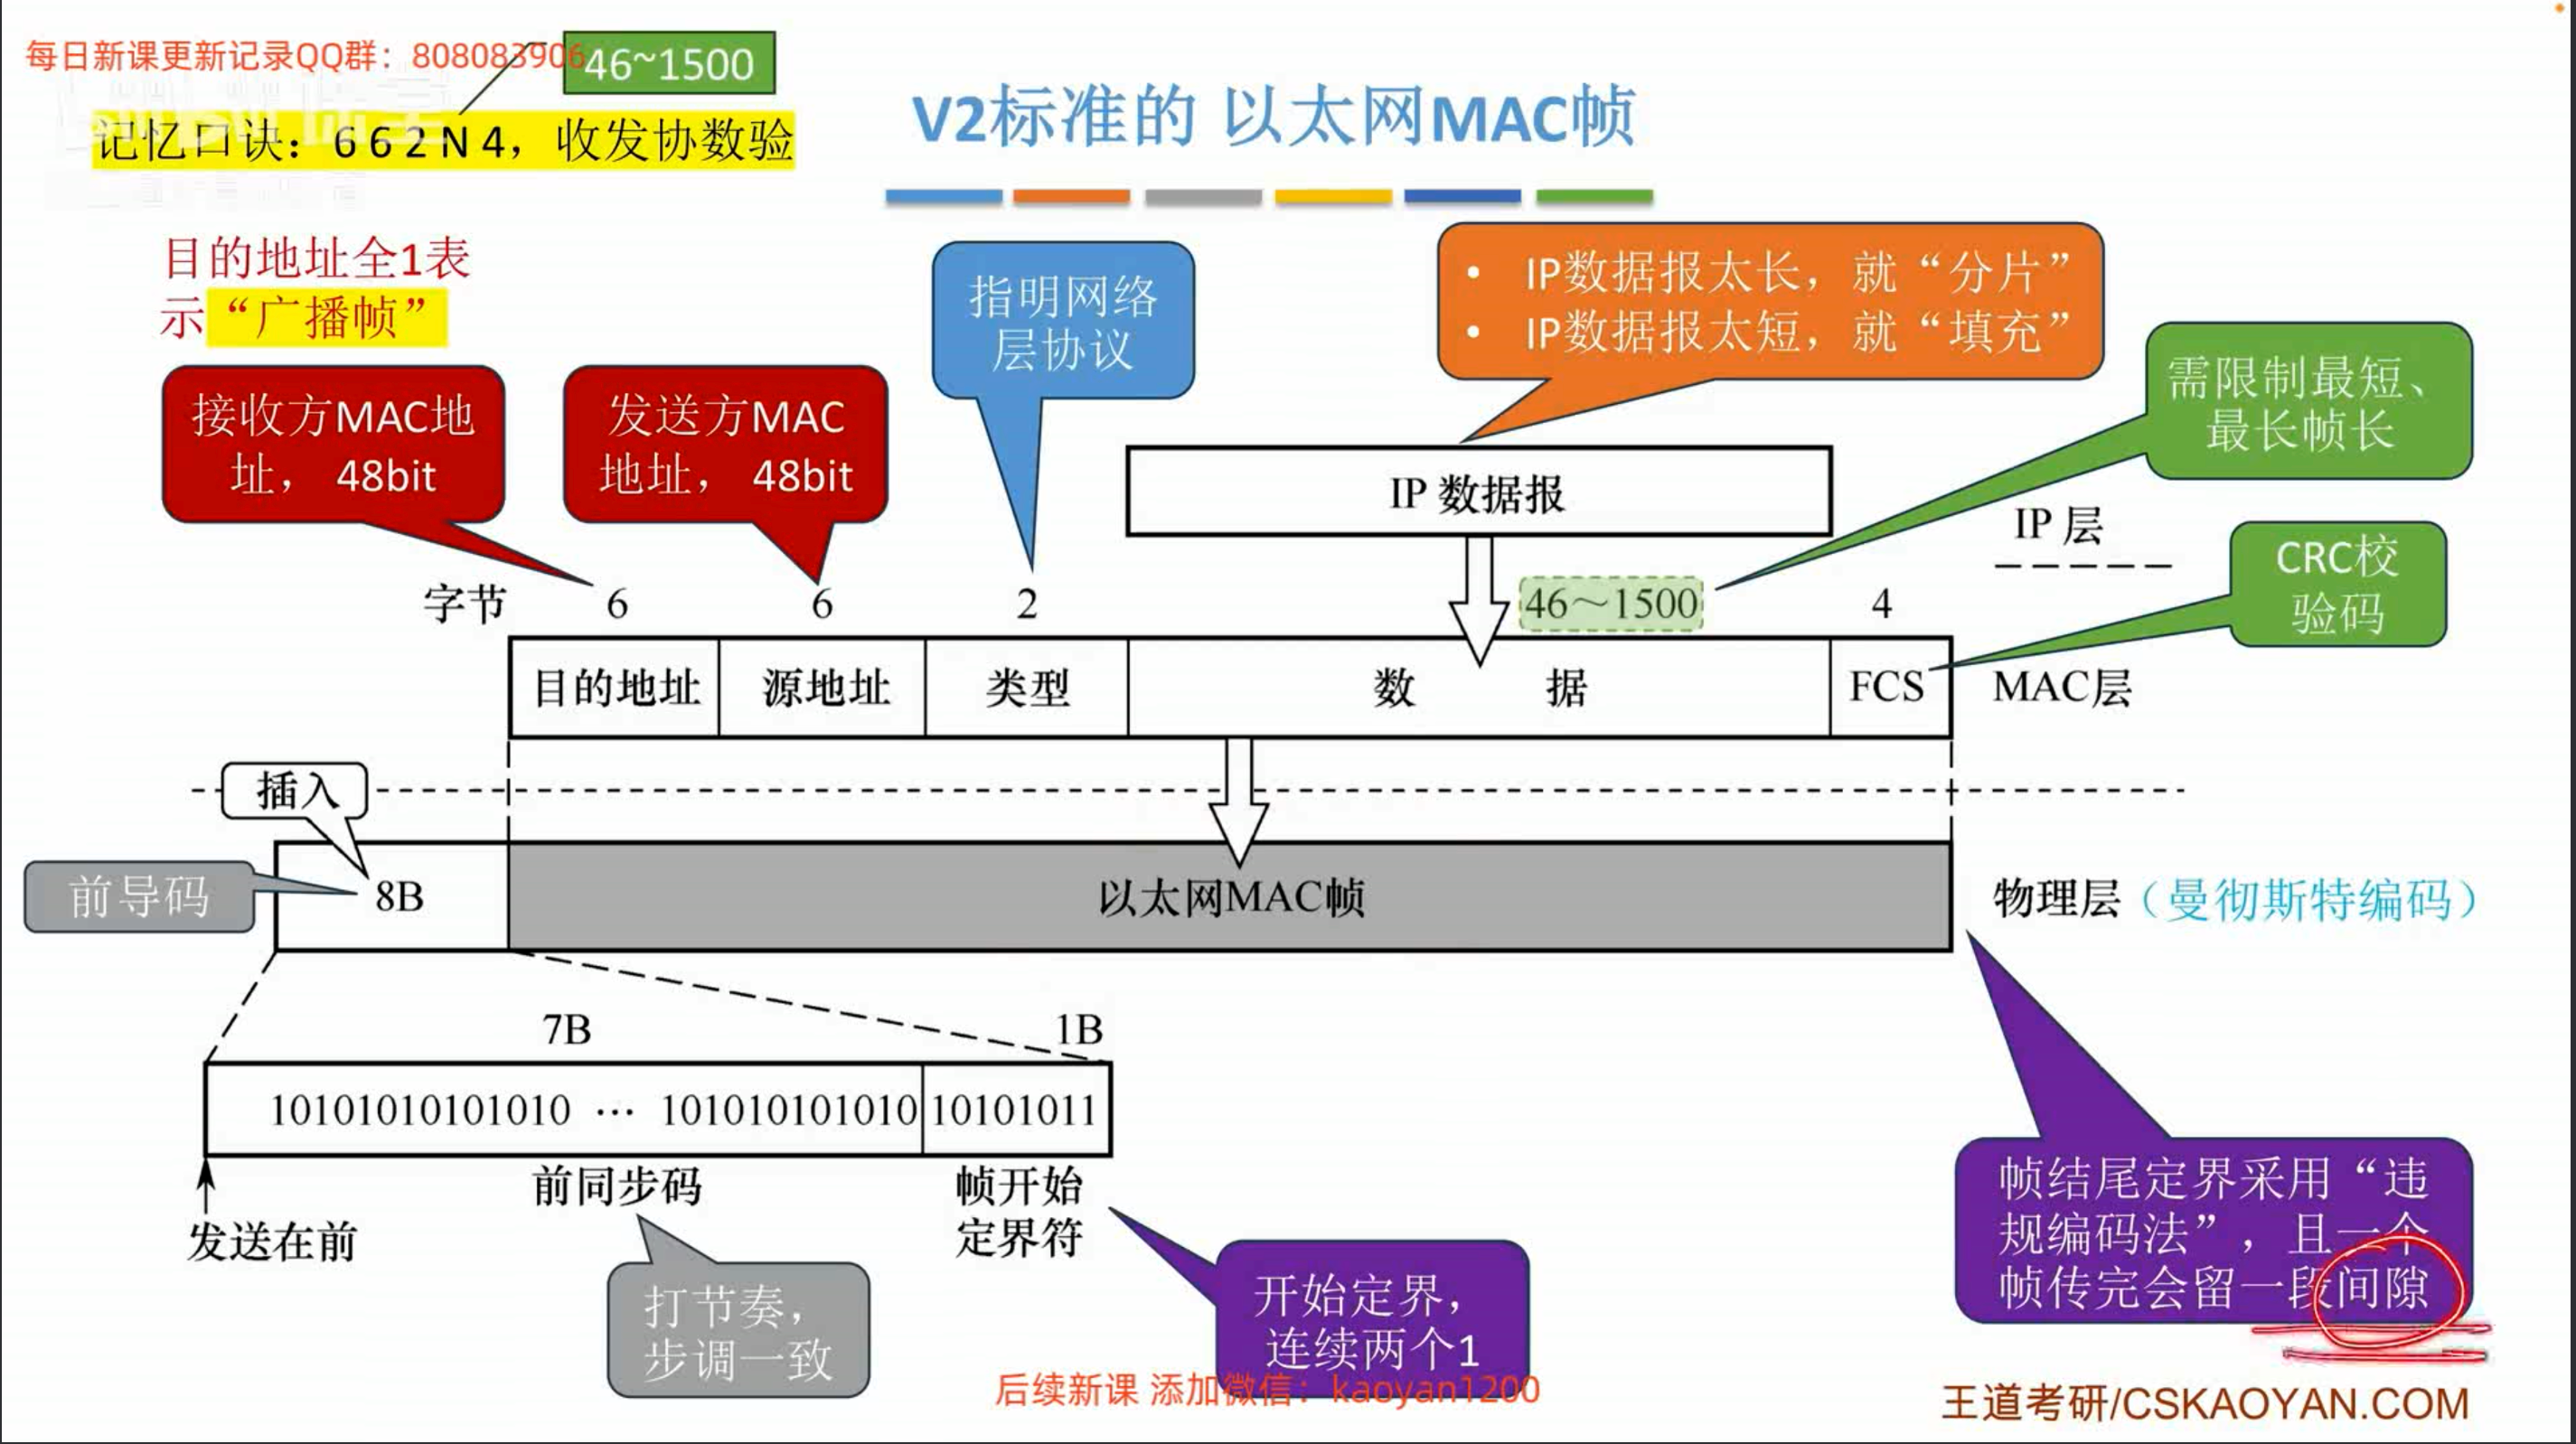 每日新课更新记录QQ群：808083906
46~1500
记忆口诀：6 6 2 N 4，收发协数验
V2标准的 以太网MAC帧
目的地址全1表
示“广播帧”
接收方MAC地
址， 48bit
发送方MAC
地址， 48bit
指明网络
层协议
• IP数据报太长，就“分片”
• IP数据报太短，就“填充”
需限制最短、
最长帧长
IP 数据报
IP 层
CRC校
验码
字节 6 6 2 46～1500 4
目的地址 源地址 类型 数 据 FCS MAC层
插入
前导码
8B
以太网MAC帧
物理层（曼彻斯特编码）
7B 1B
10101010101010 … 101010101010 10101011
前同步码
帧开始
定界符
发送在前
打节奏，
步调一致
开始定界，
连续两个1
帧结尾定界采用“违
规编码法”，且一个
帧传完会留一段间隙
后续新课 添加微信：kaoyan1200
王道考研/CSKAOYAN.COM